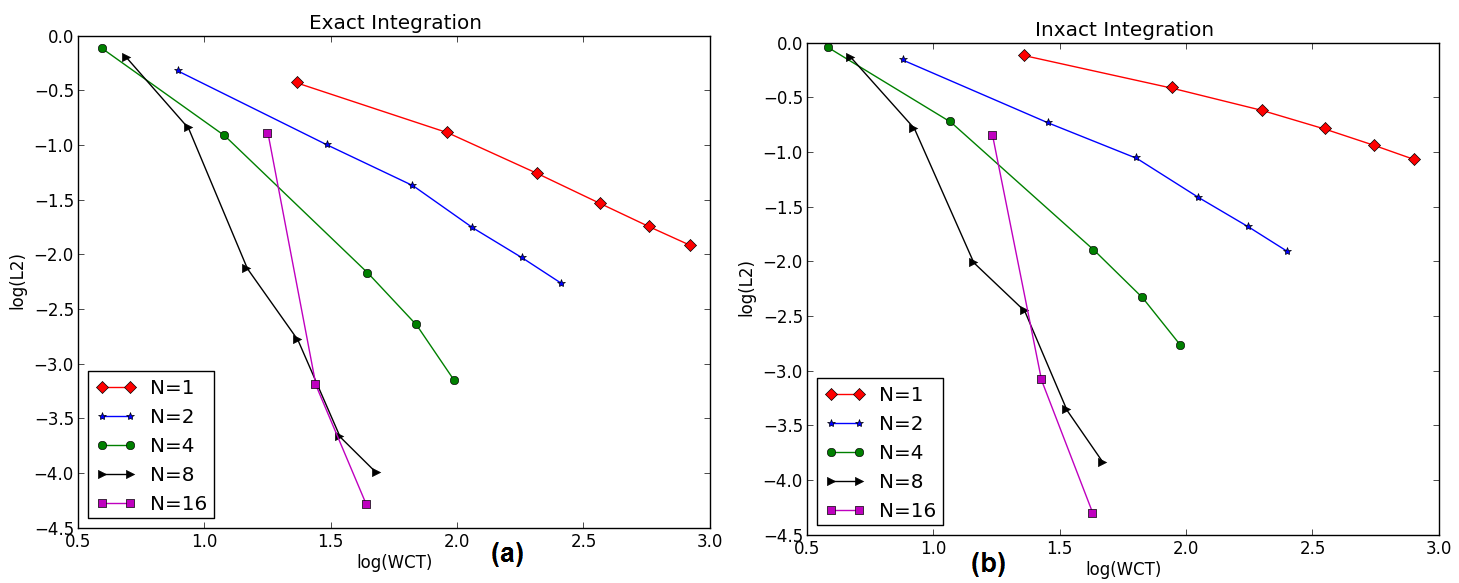 Exact Integration
0.0
−0.5
−1.0
−1.5
−2.0
−2.5
−3.0
−3.5
−4.0
−4.5
log(L2)
N=1
N=2
N=4
N=8
N=16
0.5 1.0 1.5 2.0 2.5 3.0
log(WCT)
(a)
Inxact Integration
0.0
−0.5
−1.0
−1.5
−2.0
−2.5
−3.0
−3.5
−4.0
−4.5
log(L2)
N=1
N=2
N=4
N=8
N=16
0.5 1.0 1.5 2.0 2.5 3.0
log(WCT)
(b)